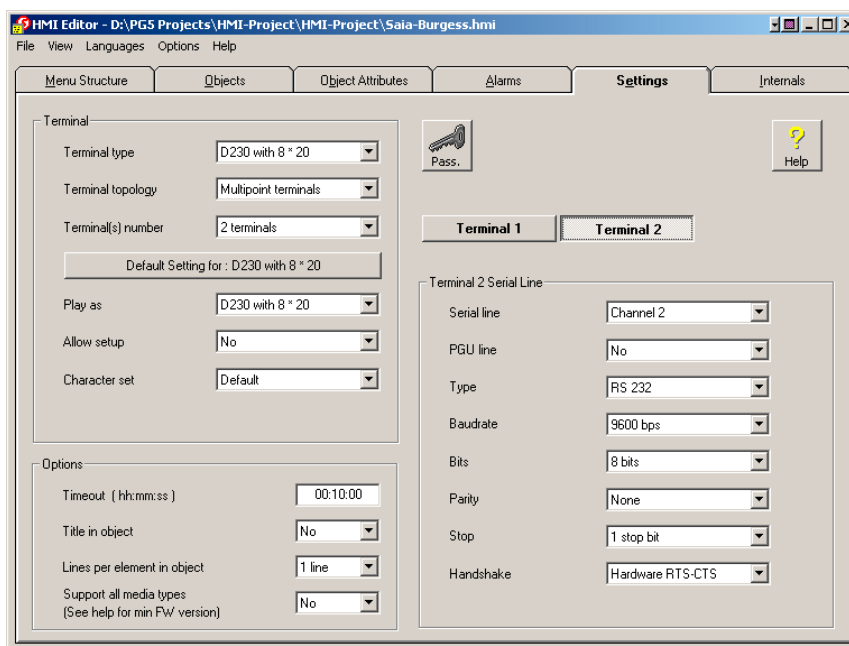 HMI Editor - D:\PG5 Projects\HMI-Project\HMI-Project\Saia-Burgess.hmi
File View Languages Options Help
Menu Structure Objects Object Attributes Alarms Settings Internals
Terminal
Terminal type D230 with 8 * 20
Terminal topology Multipoint terminals
Terminal(s) number 2 terminals
Default Setting for : D230 with 8 * 20
Play as D230 with 8 * 20
Allow setup No
Character set Default
Options
Timeout ( hh:mm:ss ) 00:10:00
Title in object No
Lines per element in object 1 line
Support all media types
(See help for min FW version) No
Pass.
? Help
Terminal 1 Terminal 2
Terminal 2 Serial Line
Serial line Channel 2
PGU line No
Type RS 232
Baudrate 9600 bps
Bits 8 bits
Parity None
Stop 1 stop bit
Handshake Hardware RTS-CTS